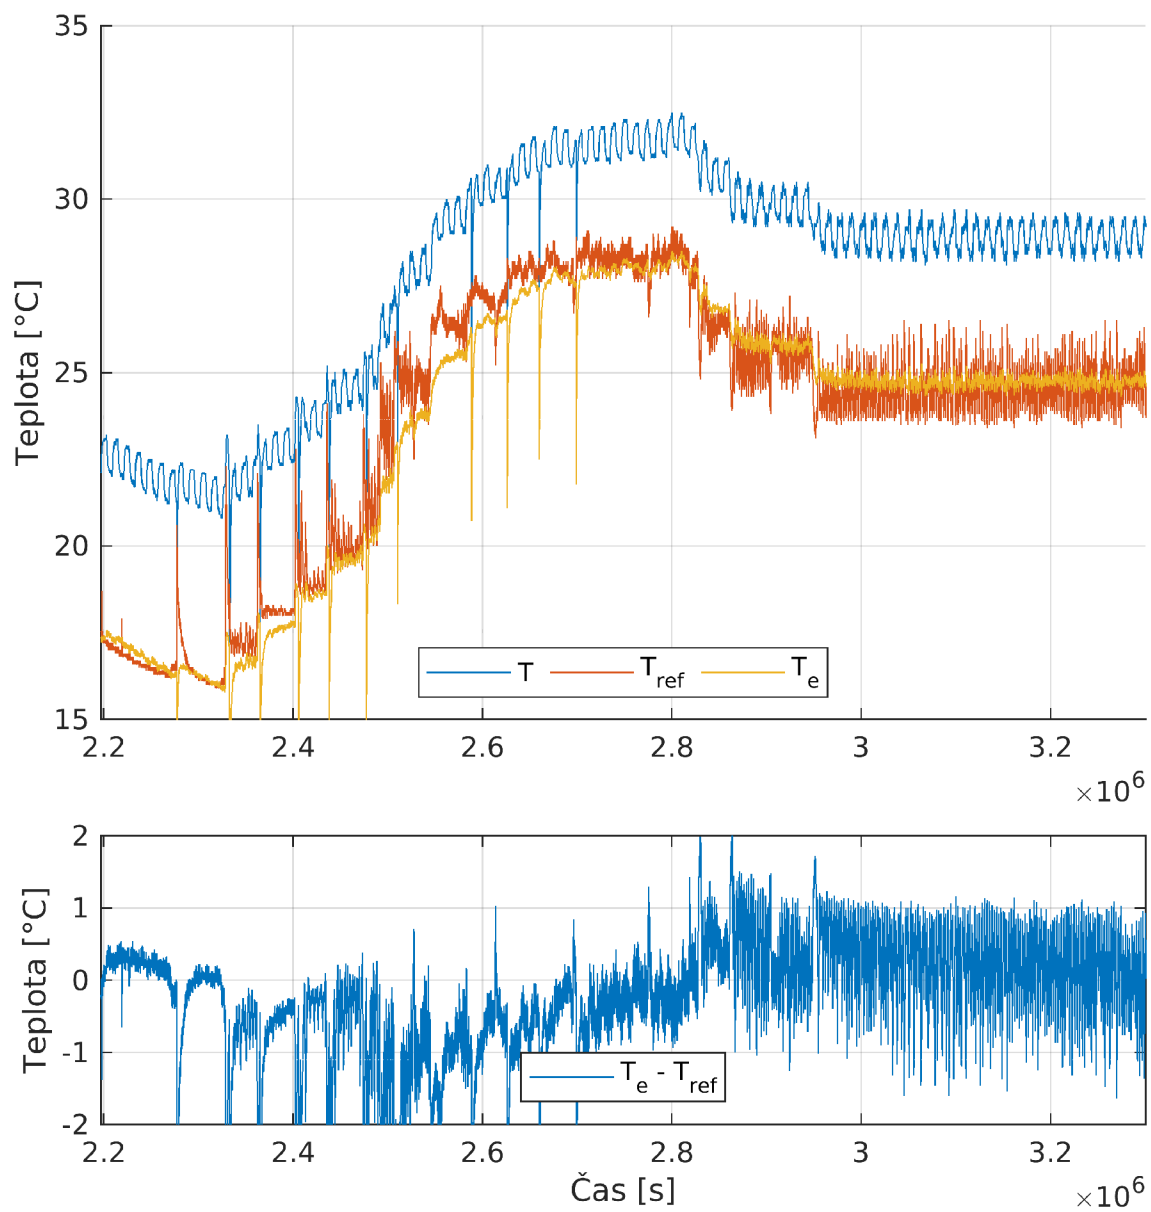 35
30
25
20
15
Teplota [°C]
T T_ref T_e
2.2 2.4 2.6 2.8 3 3.2
×10^6
2
1
0
-1
-2
Teplota [°C]
T_e - T_ref
2.2 2.4 2.6 2.8 3 3.2
Čas [s]
×10^6